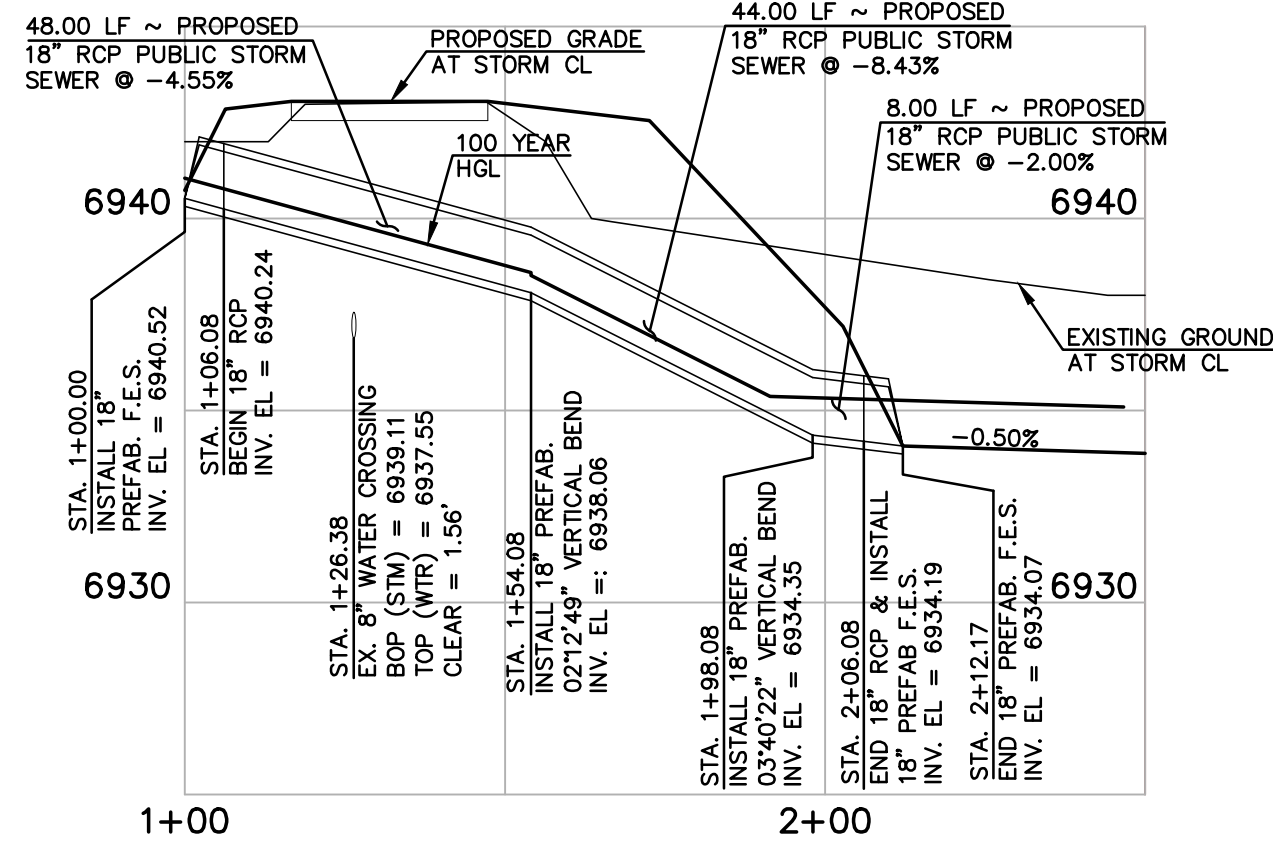 48.00 LF ~ PROPOSED
18" RCP PUBLIC STORM
SEWER @ -4.55%
PROPOSED GRADE
AT STORM CL
44.00 LF ~ PROPOSED
18" RCP PUBLIC STORM
SEWER @ -8.43%
8.00 LF ~ PROPOSED
18" RCP PUBLIC STORM
SEWER @ -2.00%
100 YEAR
HGL
6940
6940
EXISTING GROUND
AT STORM CL
-0.50%
6930
6930
STA. 1+00.00
INSTALL 18"
PREFAB. F.E.S.
INV. EL = 6940.52
STA. 1+06.08
BEGIN 18" RCP
INV. EL = 6940.24
STA. 1+26.38
EX. 8" WATER CROSSING
BOP (STM) = 6939.11
TOP (WTR) = 6937.55
CLEAR = 1.56'
STA. 1+54.08
INSTALL 18" PREFAB.
02°12'49" VERTICAL BEND
INV. EL =: 6938.06
STA. 1+98.08
INSTALL 18" PREFAB.
03°40'22" VERTICAL BEND
INV. EL = 6934.35
STA. 2+06.08
END 18" RCP & INSTALL
18" PREFAB F.E.S.
INV. EL = 6934.19
STA. 2+12.17
END 18" PREFAB. F.E.S.
INV. EL = 6934.07
1+00
2+00